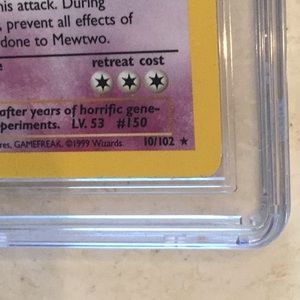 his attack. During
, prevent all effects of
done to Mewtwo.
retreat cost
after years of horrific gene-
periments. LV. 53 #150
res, GAMEFREAK. ©1999 Wizards. 10/102 ★